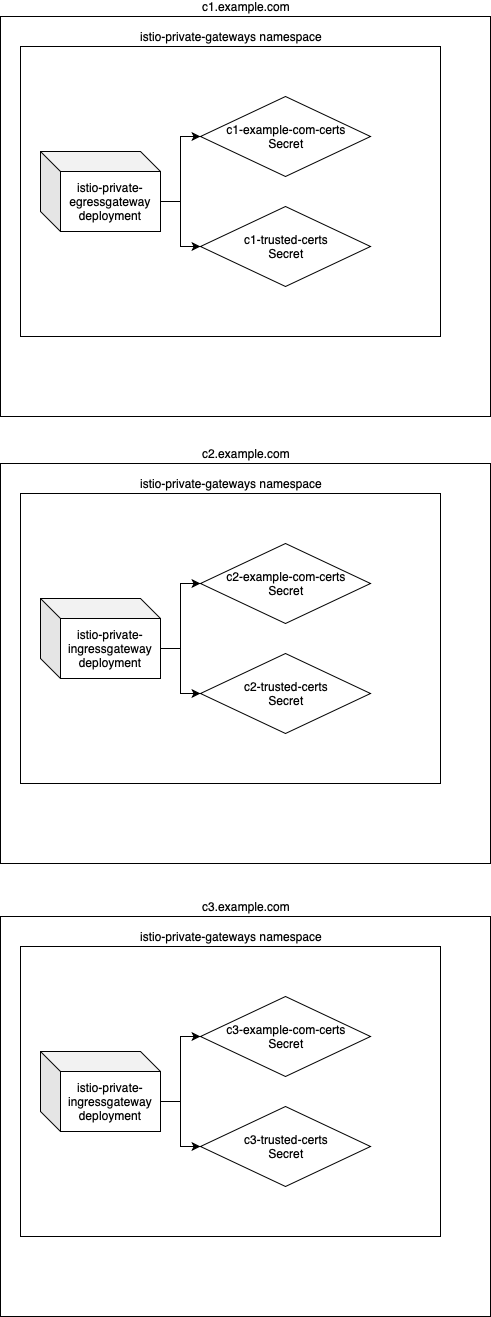 c1.example.com
istio-private-gateways namespace
c1-example-com-certs
Secret
istio-private-
egressgateway
deployment
c1-trusted-certs
Secret
c2.example.com
istio-private-gateways namespace
c2-example-com-certs
Secret
istio-private-
ingressgateway
deployment
c2-trusted-certs
Secret
c3.example.com
istio-private-gateways namespace
c3-example-com-certs
Secret
istio-private-
ingressgateway
deployment
c3-trusted-certs
Secret